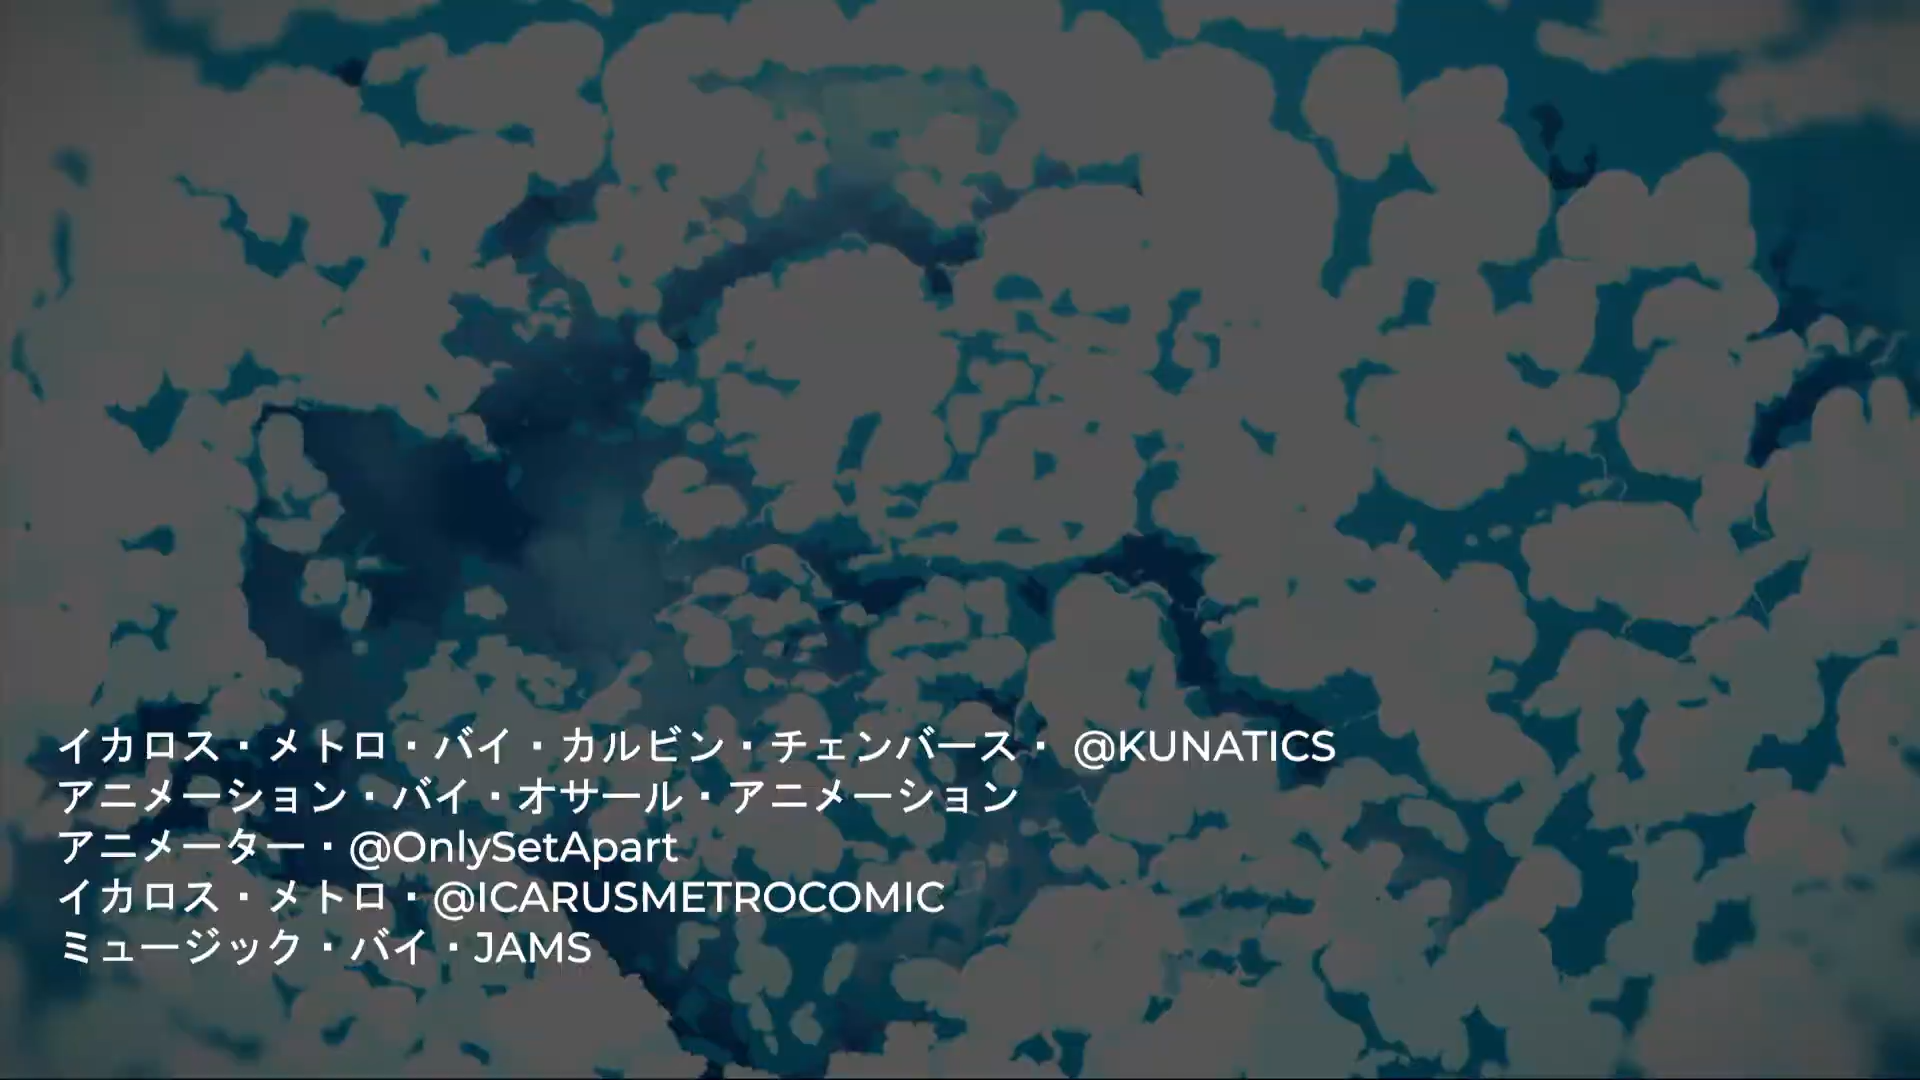 イカロス・メトロ・バイ・カルビン・チェンバース・ @KUNATICS
アニメーション・バイ・オサール・アニメーション
アニメーター・@OnlySetApart
イカロス・メトロ・@ICARUSMETROCOMIC
ミュージック・バイ・JAMS